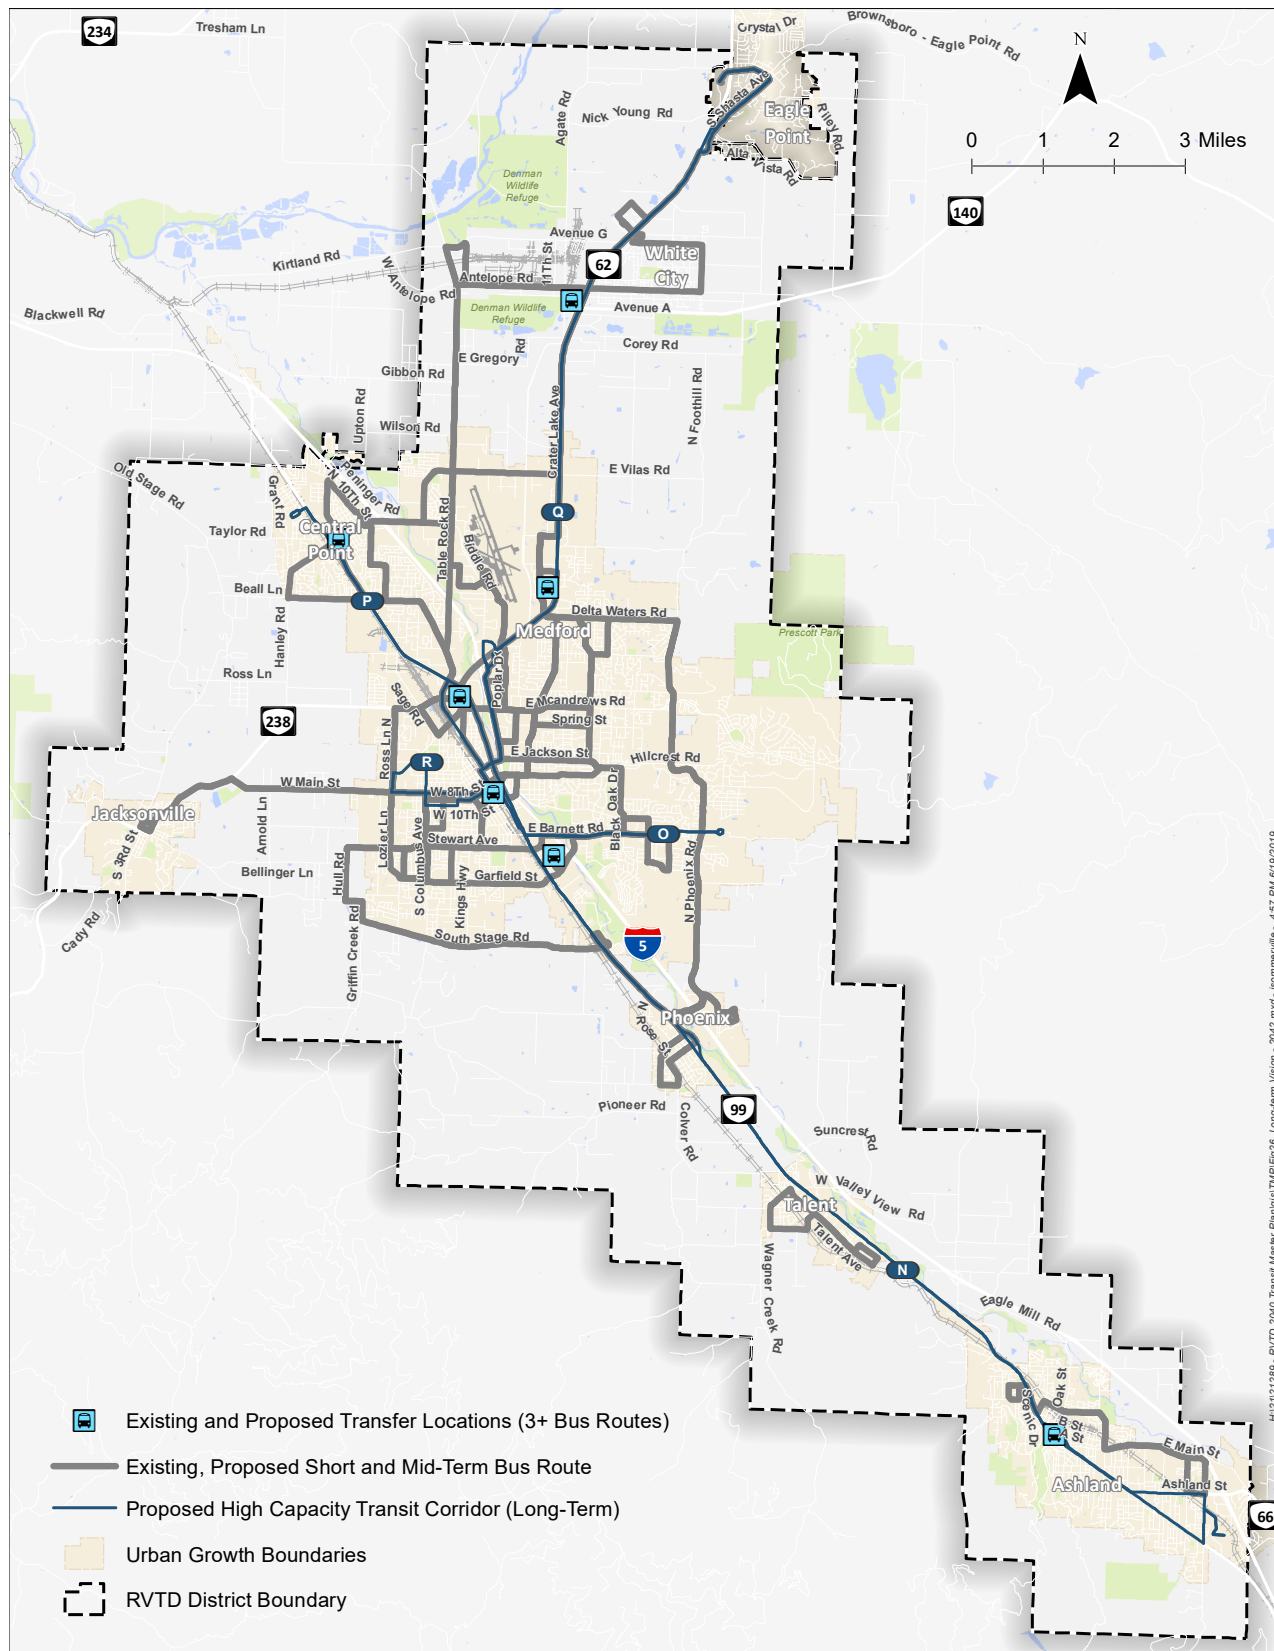 234
Tresham Ln
Crystal Dr
Brownsboro - Eagle Point Rd
N
Agate Rd
Nick Young Rd
S Shasta Ave
Eagle
Point
Riley Rd
Alta Vista Rd
0 1 2 3 Miles
Denman
Wildlife
Refuge
140
Avenue G
11Th St
62
White
City
Kirtland Rd
W Antelope Rd
Antelope Rd
Avenue A
Denman Wildlife
Refuge
Blackwell Rd
Corey Rd
E Gregory
Rd
Gibbon Rd
N Foothill Rd
Crater Lake Ave
Upton Rd
Wilson Rd
E Vilas Rd
Old Stage Rd
Grant Rd
Peninger Rd
N 10Th St
Table Rock Rd
Q
Taylor Rd
Central
Point
Biddle Rd
Beall Ln
P
Delta Waters Rd
Medford
Hanley Rd
Prescott Park
Ross Ln
Poplar Dr
Sage Rd
E Mcandrews Rd
Spring St
238
Ross Ln N
E Jackson St
Hillcrest Rd
R
W Main St
W 8Th St
St
W 10Th
Black Oak Dr
Jacksonville
Arnold Ln
E Barnett Rd
O
S 3Rd St
Lozier Ln
Stewart Ave
S Columbus Ave
Bellinger Ln
Hull Rd
Garfield St
Kings Hwy
N Phoenix Rd
Cady Rd
Griffin Creek Rd
South Stage Rd
5
N Rose St
Phoenix
Pioneer Rd
Colver Rd
99
Suncrest Rd
W Valley View Rd
Talent
Talent Ave
Wagner Creek Rd
N
Eagle Mill Rd
Oak St
Scenic Dr
B St
A St
E Main St
Ashland
Ashland St
66
Existing and Proposed Transfer Locations (3+ Bus Routes)
Existing, Proposed Short and Mid-Term Bus Route
Proposed High Capacity Transit Corridor (Long-Term)
Urban Growth Boundaries
RVTD District Boundary